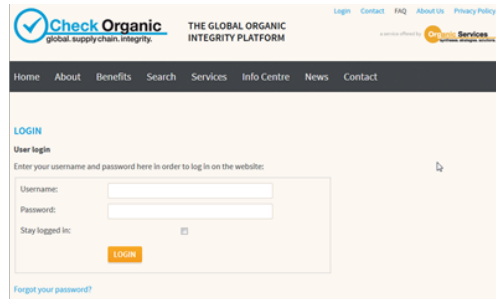 Login Contact FAQ About Us Privacy Policy
Check Organic
global. supply chain. integrity.
THE GLOBAL ORGANIC
INTEGRITY PLATFORM
a service offered by
Organic Services
Home About Benefits Search Services Info Centre News Contact
LOGIN
User login
Enter your username and password here in order to log in on the website:
Username:
Password:
Stay logged in:
LOGIN
Forgot your password?